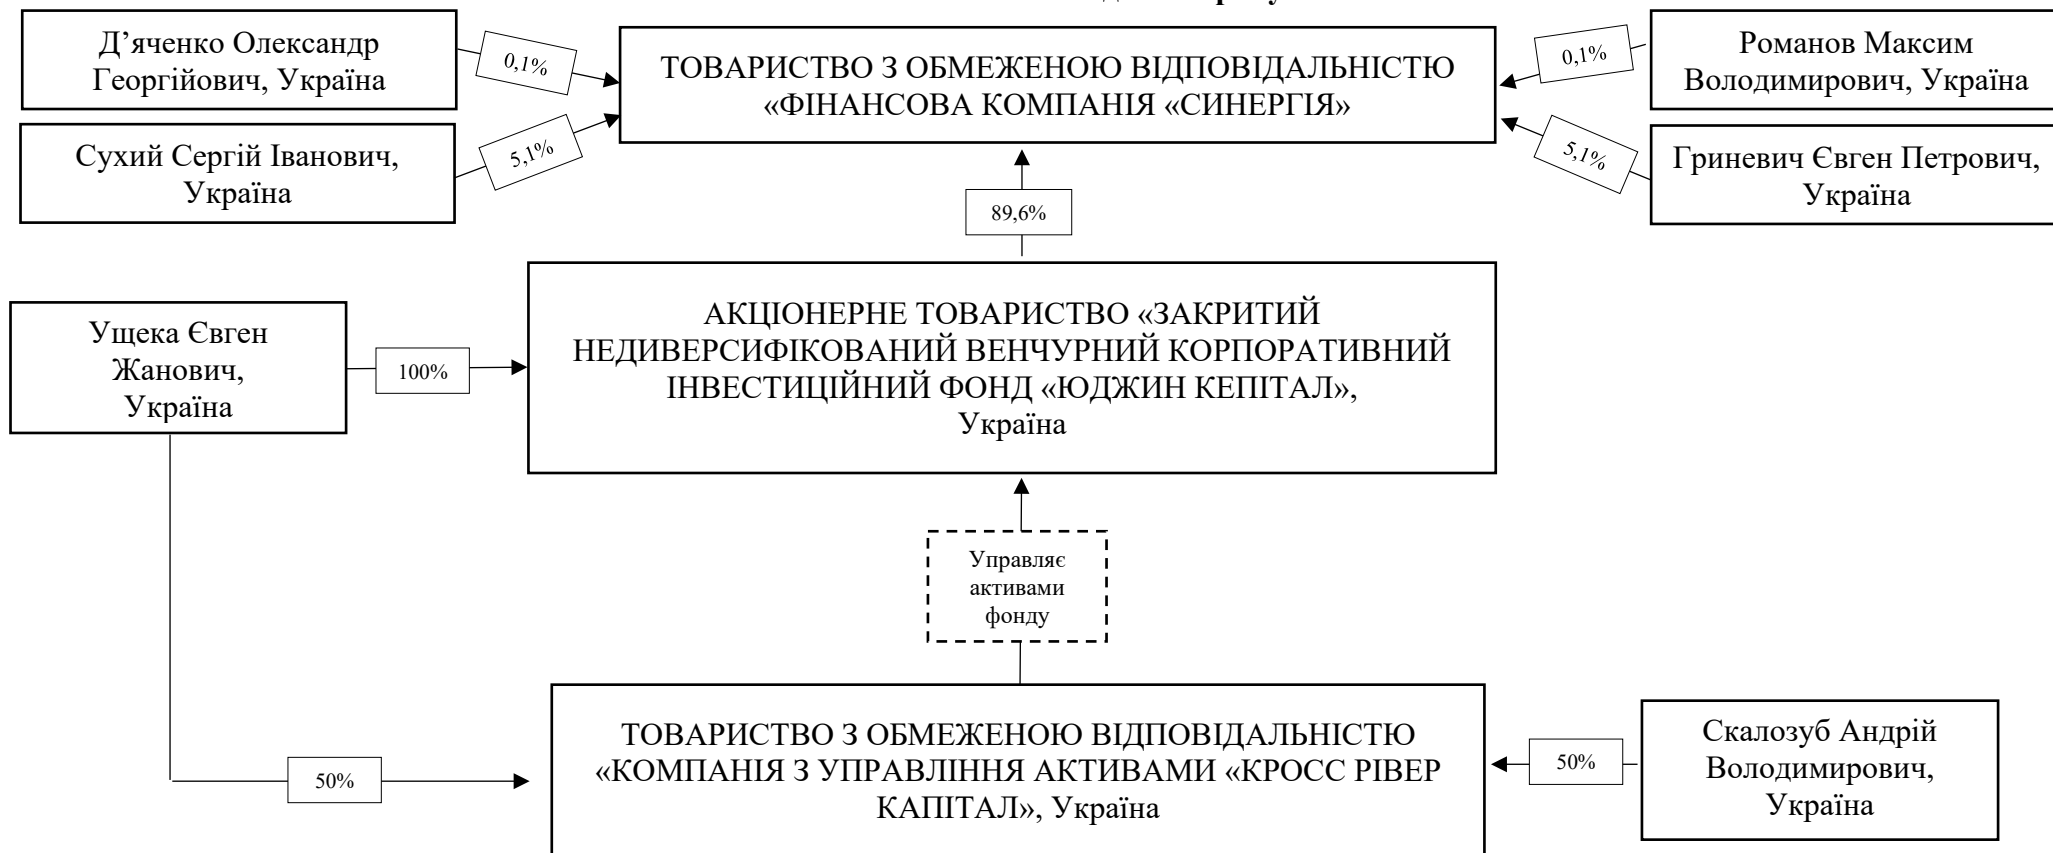 Д’яченко Олександр
Георгійович, Україна
0,1%
ТОВАРИСТВО З ОБМЕЖЕНОЮ ВІДПОВІДАЛЬНІСТЮ
«ФІНАНСОВА КОМПАНІЯ «СИНЕРГІЯ»
0,1%
Романов Максим
Володимирович, Україна
Сухий Сергій Іванович,
Україна
5,1%
5,1%
Гриневич Євген Петрович,
Україна
89,6%
Ущека Євген
Жанович,
Україна
100%
АКЦІОНЕРНЕ ТОВАРИСТВО «ЗАКРИТИЙ
НЕДИВЕРСИФІКОВАНИЙ ВЕНЧУРНИЙ КОРПОРАТИВНИЙ
ІНВЕСТИЦІЙНИЙ ФОНД «ЮДЖИН КЕПІТАЛ»,
Україна
Управляє
активами
фонду
50%
ТОВАРИСТВО З ОБМЕЖЕНОЮ ВІДПОВІДАЛЬНІСТЮ
«КОМПАНІЯ З УПРАВЛІННЯ АКТИВАМИ «КРОСС РІВЕР
КАПІТАЛ», Україна
50%
Скалозуб Андрій
Володимирович,
Україна